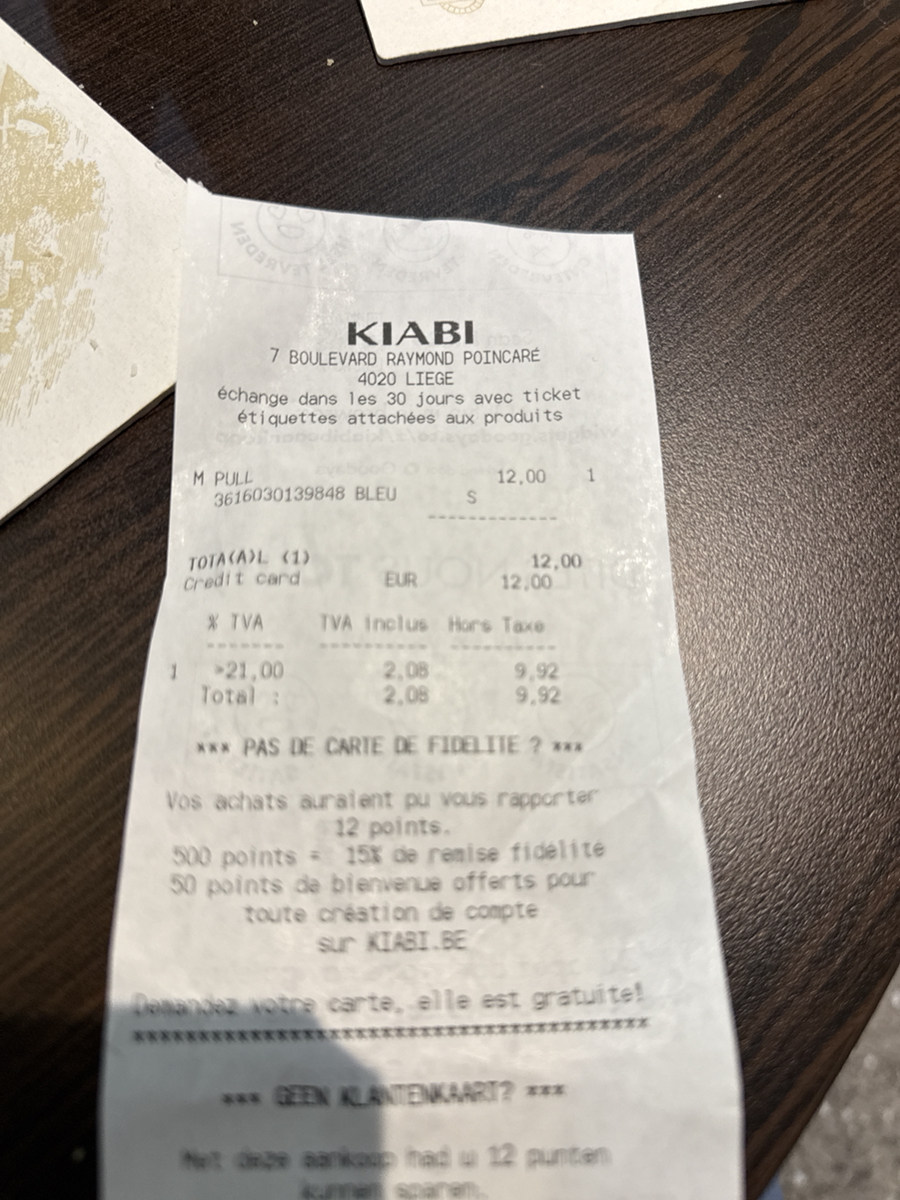 KIABI
7 BOULEVARD RAYMOND POINCARÉ
4020 LIEGE
échange dans les 30 jours avec ticket
étiquettes attachées aux produits
M PULL 12,00 1
3616030139848 BLEU S
-------------
TOTA(A)L (1) 12,00
Credit card EUR 12,00
% TVA TVA inclus Hors Taxe
------- ---------- ----------
1 >21,00 2,08 9,92
Total : 2,08 9,92
*** PAS DE CARTE DE FIDELITE ? ***
Vos achats auraient pu vous rapporter
12 points.
500 points = 15% de remise fidélité
50 points de bienvenue offerts pour
toute création de compte
sur KIABI.BE
Demandez votre carte, elle est gratuite!
****************************************
*** GEEN KLANTENKAART? ***
Met deze aankoop had u 12 punten
kunnen sparen.